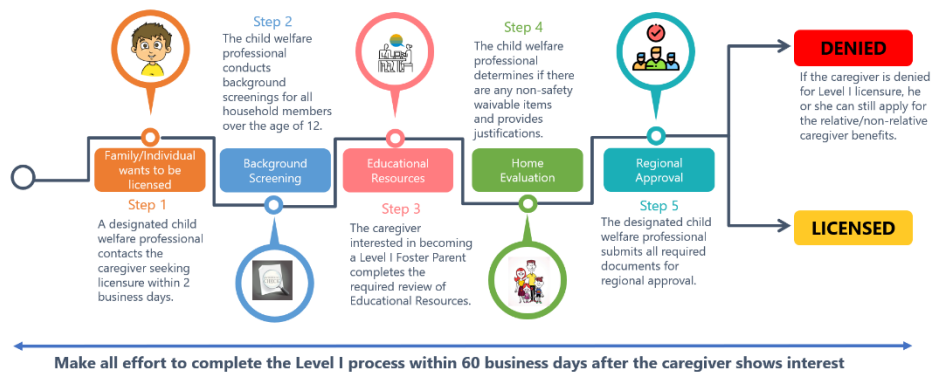 Family/Individual
wants to be
licensed
Step 1
A designated child
welfare professional
contacts the
caregiver seeking
licensure within 2
business days.
Step 2
The child welfare
professional
conducts
background
screenings for all
household members
over the age of 12.
Background
Screening
Educational
Resources
Step 3
The caregiver
interested in becoming
a Level I Foster Parent
completes the
required review of
Educational Resources.
Step 4
The child welfare
professional
determines if there
are any non-safety
waivable items
and provides
justifications.
Home
Evaluation
Regional
Approval
Step 5
The designated child
welfare professional
submits all required
documents for
regional approval.
DENIED
If the caregiver is denied
for Level I licensure, he
or she can still apply for
the relative/non-relative
caregiver benefits.
LICENSED
Make all effort to complete the Level I process within 60 business days after the caregiver shows interest